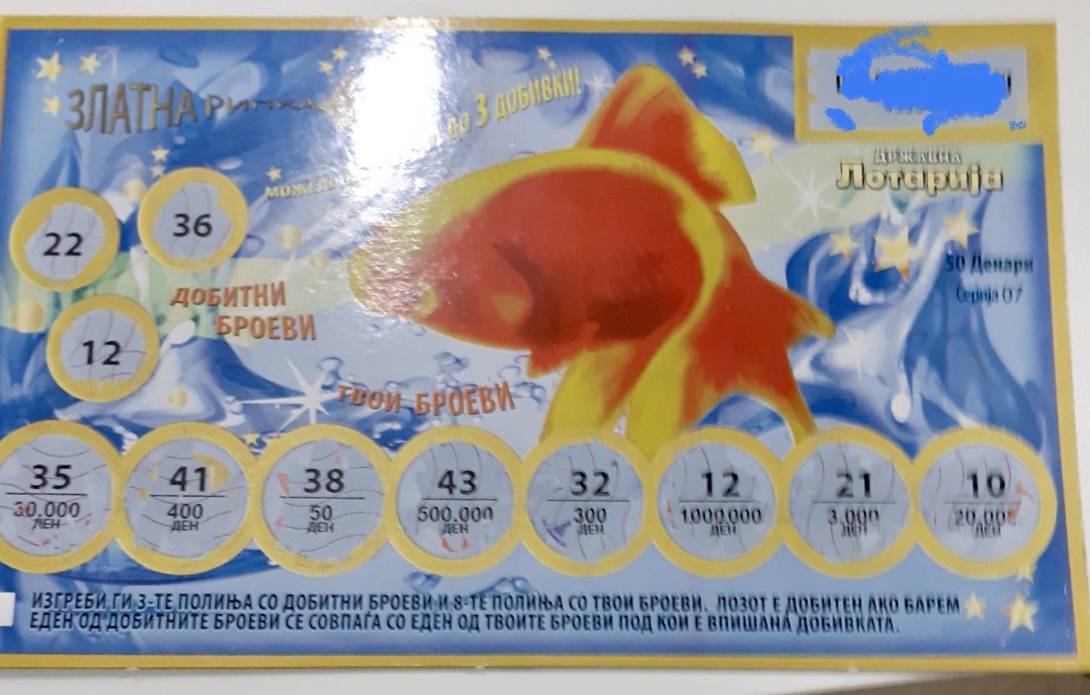 ЗЛАТНА РИПКА
ДО 3 ДОБИВКИ!
ДРЖАВНА
Лотарија
50 Денари
Серија 07
22
36
12
ДОБИТНИ
БРОЕВИ
ТВОИ БРОЕВИ
35
30.000
ДЕН
41
400
ДЕН
38
50
ДЕН
43
500.000
ДЕН
32
300
ДЕН
12
1.000.000
ДЕН
21
3.000
ДЕН
10
20.000
ДЕН
ИЗГРЕБИ ГИ 3-ТЕ ПОЛИЊА СО ДОБИТНИ БРОЕВИ И 8-ТЕ ПОЛИЊА СО ТВОИ БРОЕВИ. ЛОЗОТ Е ДОБИТЕН АКО БАРЕМ
ЕДЕН ОД ДОБИТНИТЕ БРОЕВИ СЕ СОВПАЃА СО ЕДЕН ОД ТВОИТЕ БРОЕВИ ПОД КОИ Е ВПИШАНА ДОБИВКАТА.